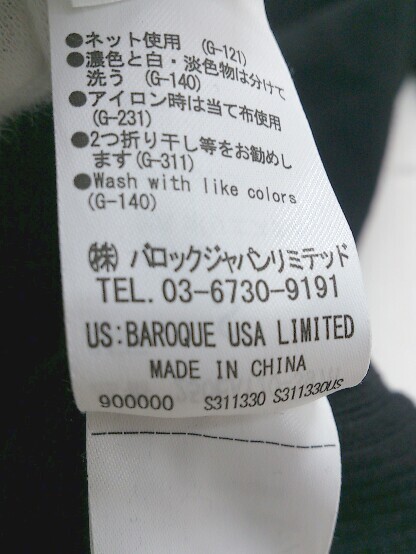 ●ネット使用 (G-121)
●濃色と白・淡色物は分けて
洗う (G-140)
●アイロン時は当て布使用
(G-231)
●2つ折り干し等をお勧めし
ます(G-311)
●Wash with like colors
(G-140)
㈱ バロックジャパンリミテッド
TEL. 03-6730-9191
US:BAROQUE USA LIMITED
MADE IN CHINA
900000 S311330 S311330US